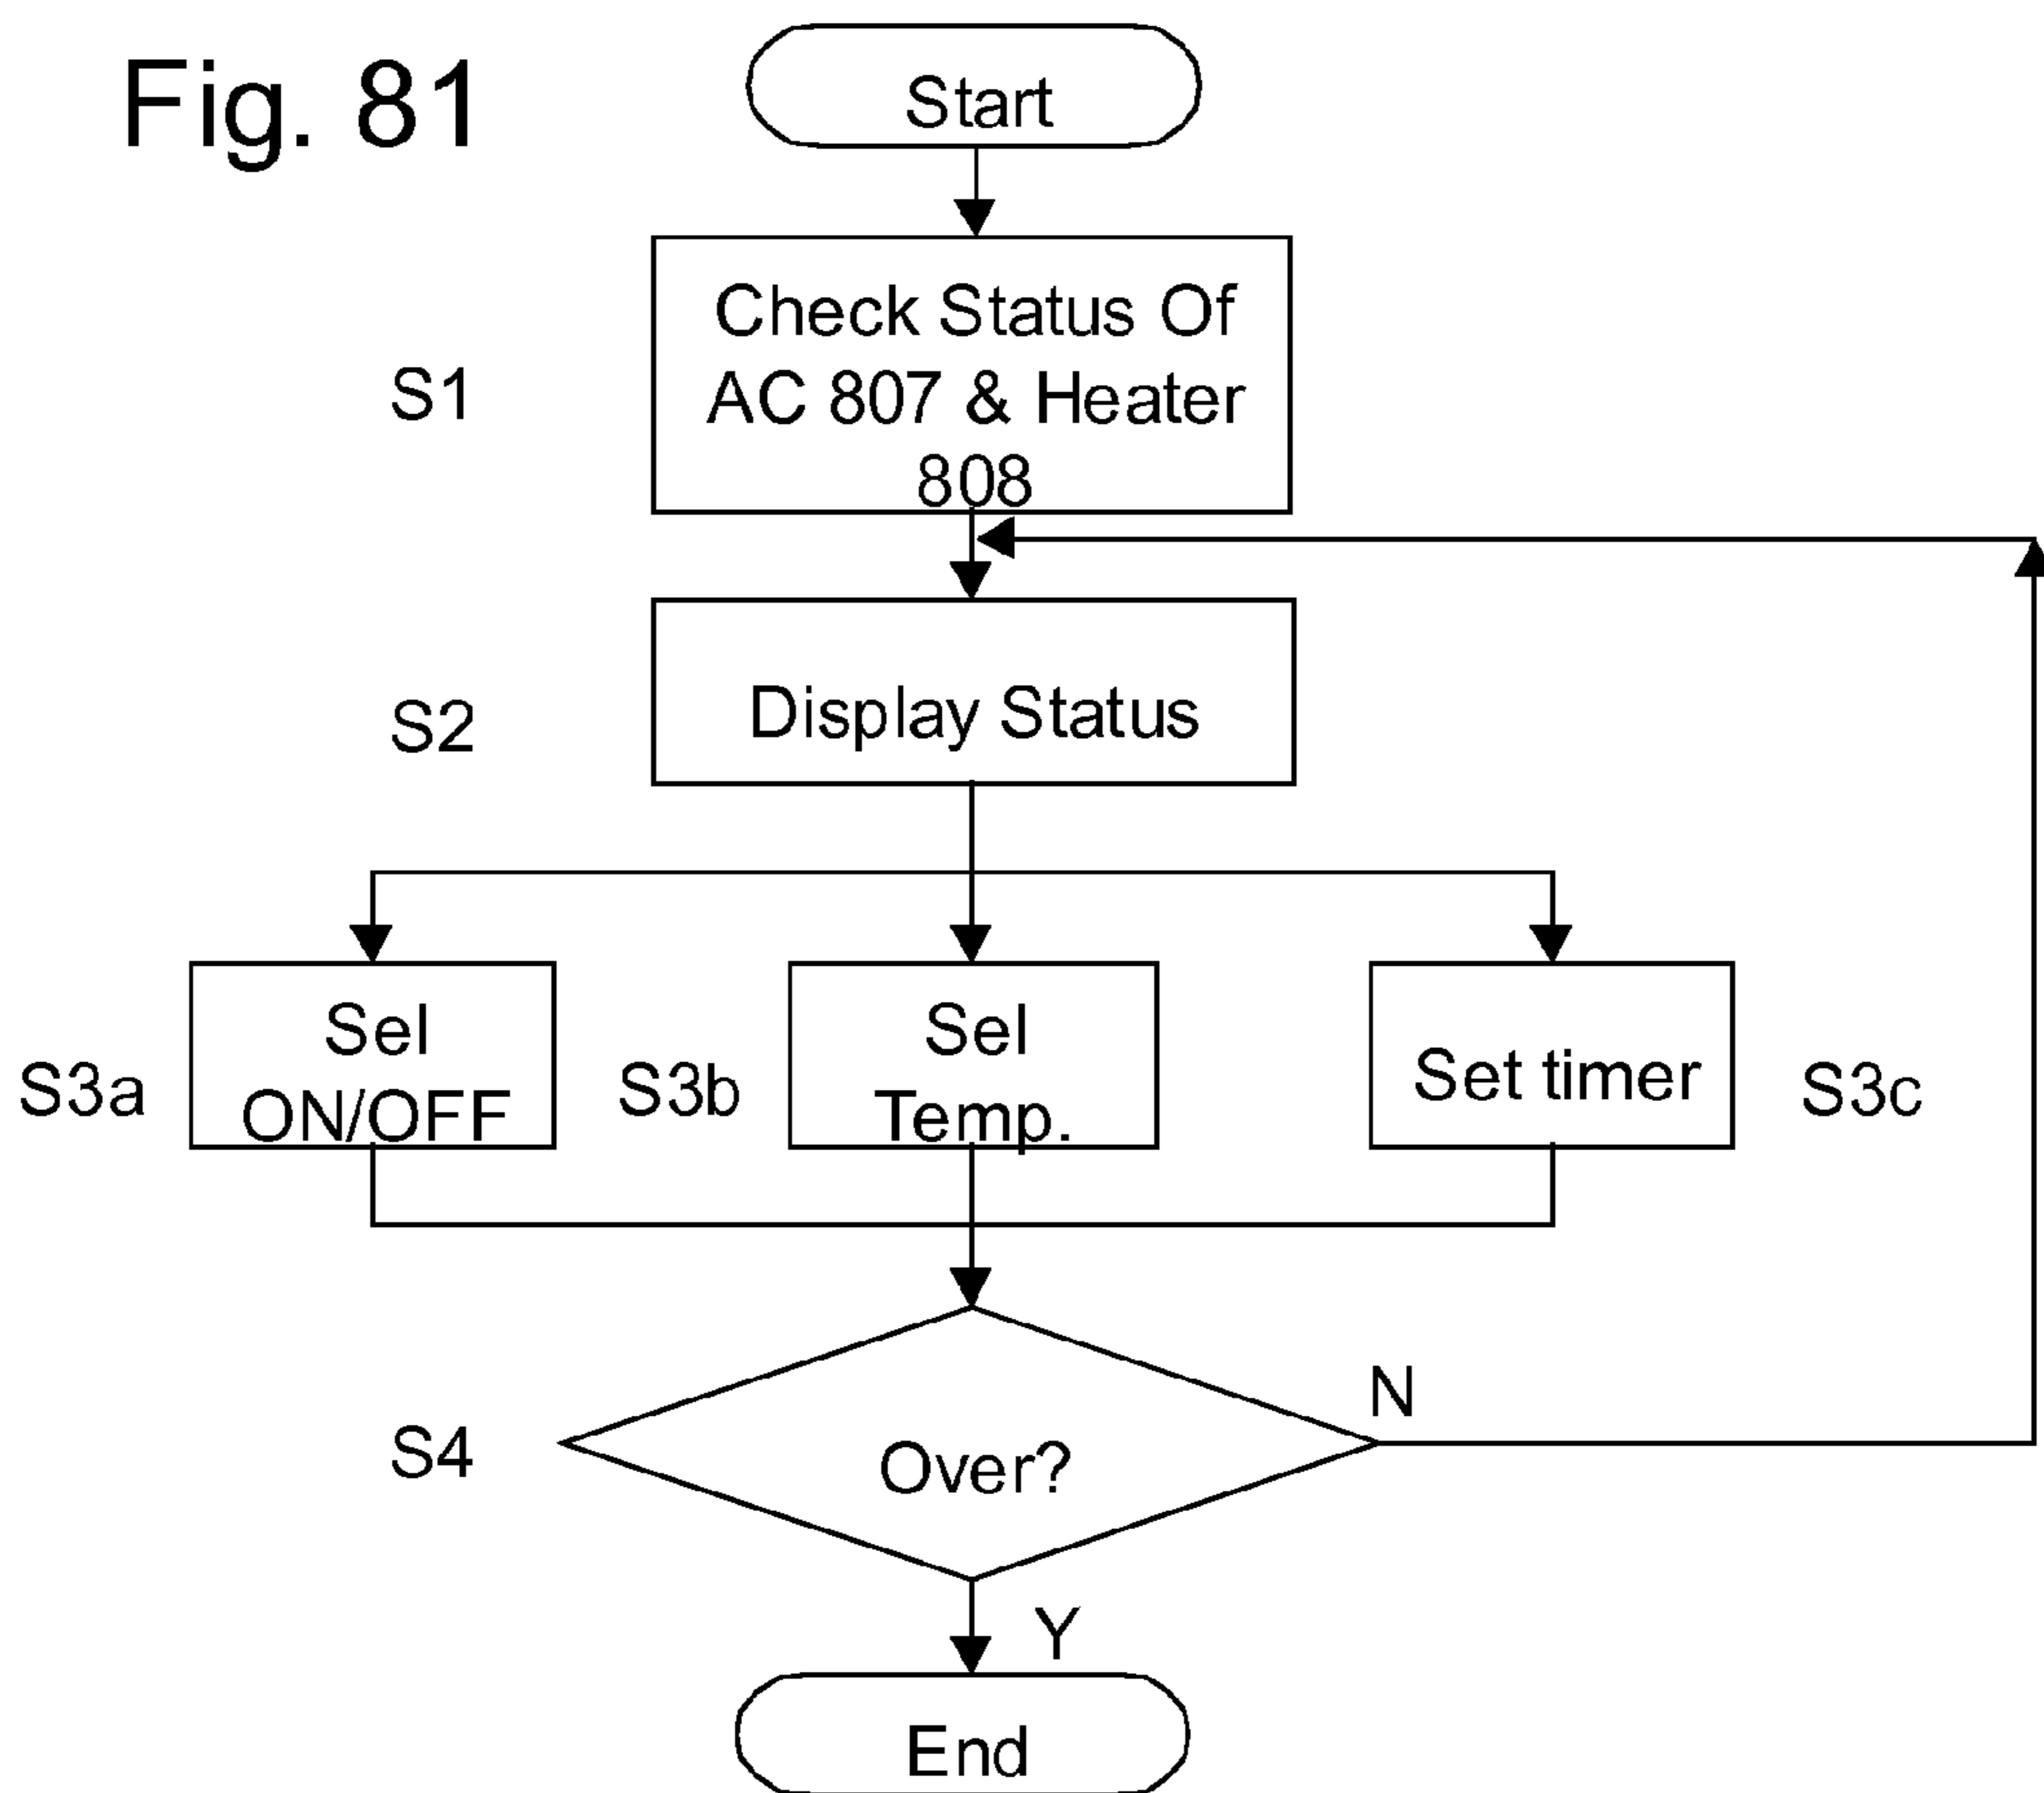 Fig. 81
Start
Check Status Of
AC 807 & Heater
808
S1
Display Status
S2
Sel
ON/OFF
S3a
Sel
Temp.
S3b
Set timer
S3c
Over?
S4
N
Y
End